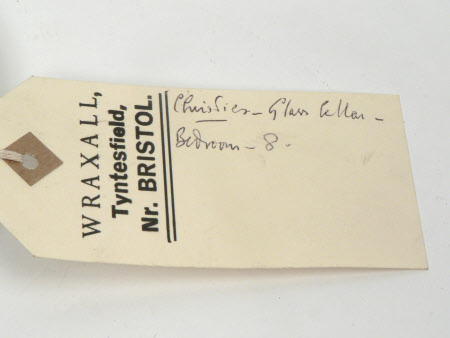 WRAXALL,
Tyntesfield,
Nr. BRISTOL.
Christies - Glass Cellar -
Bedroom - 8.